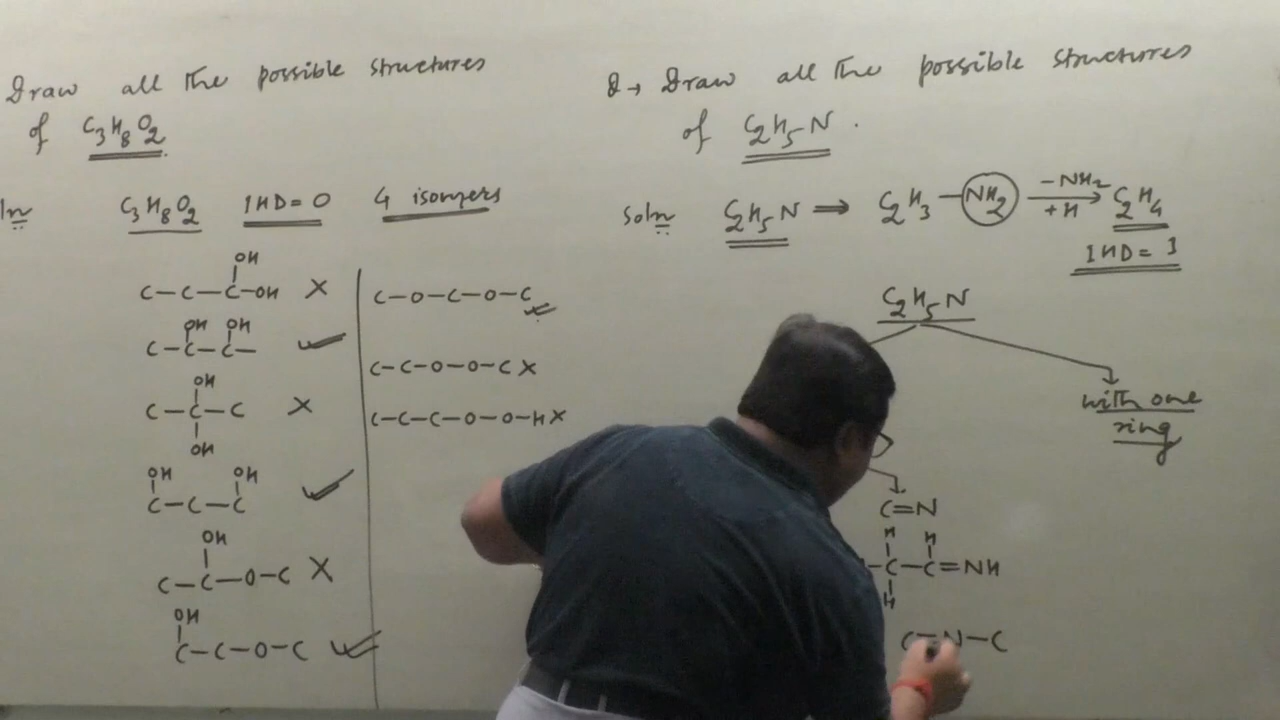 Draw all the possible structures
of C3H8O2.
ln C3H8O2 IHD = 0 4 isomers
OH
C-C-C-OH X
OH OH
C-C-C- ✓
OH
C-C-C X
OH
OH OH
C-C-C ✓
OH
C-C-O-C X
OH
C-C-O-C ✓
C-O-C-O-C ✓
C-C-O-O-C X
C-C-C-O-O-H X
Q → Draw all the possible structures
of C2H5N.
Soln C2H5N ⇒ C2H3-NH2 -NH2 +H → C2H4
IHD = 1
C2H5N
with one
ring
C=N
H H
-C-C=NH
H
C=N-C